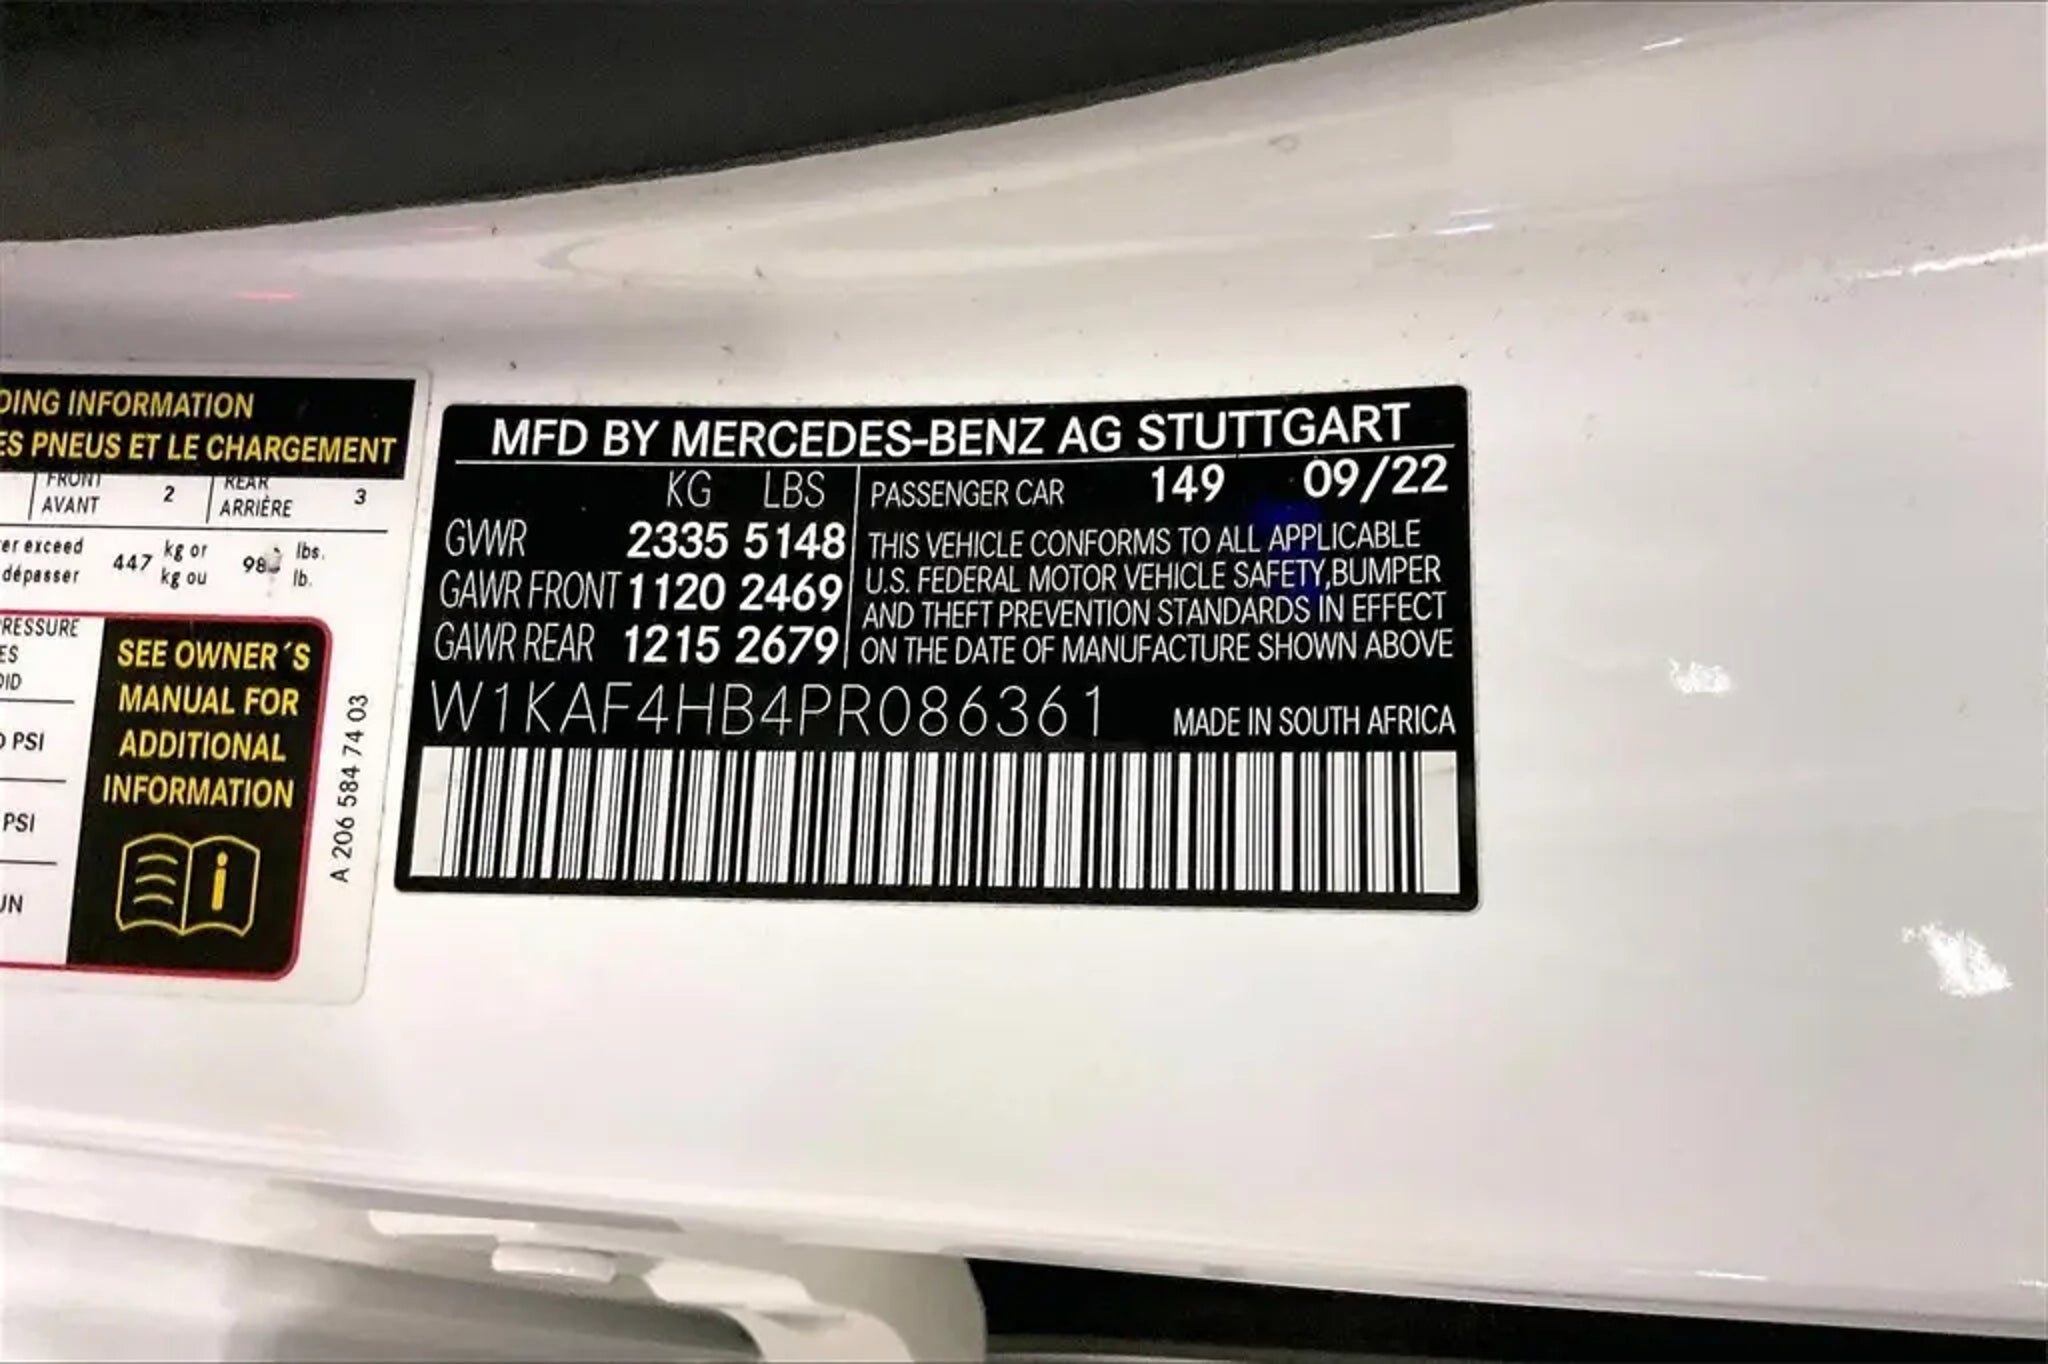 DING INFORMATION
ES PNEUS ET LE CHARGEMENT
FRONT
AVANT 2
REAR
ARRIÈRE 3
er exceed
dépasser 447 kg or
kg ou
lbs.
lb.
RESSURE
ES
OID
PSI
PSI
UN
SEE OWNER´S
MANUAL FOR
ADDITIONAL
INFORMATION
A 206 584 74 03
MFD BY MERCEDES-BENZ AG STUTTGART
KG LBS
GVWR 2335 5148
GAWR FRONT 1120 2469
GAWR REAR 1215 2679
PASSENGER CAR 149 09/22
THIS VEHICLE CONFORMS TO ALL APPLICABLE
U.S. FEDERAL MOTOR VEHICLE SAFETY,BUMPER
AND THEFT PREVENTION STANDARDS IN EFFECT
ON THE DATE OF MANUFACTURE SHOWN ABOVE
W1KAF4HB4PR086361 MADE IN SOUTH AFRICA